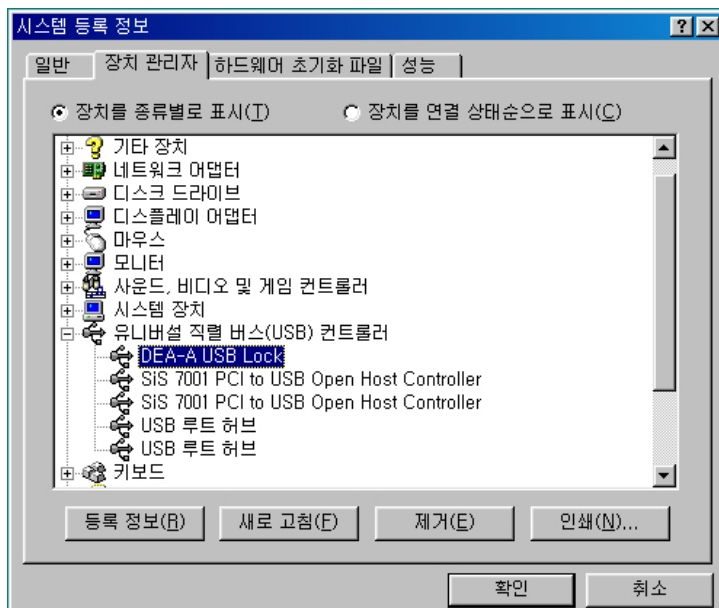 시스템 등록 정보
일반 장치 관리자 하드웨어 초기화 파일 성능
장치를 종류별로 표시(T) 장치를 연결 상태순으로 표시(C)
기타 장치
네트워크 어댑터
디스크 드라이브
디스플레이 어댑터
마우스
모니터
사운드, 비디오 및 게임 컨트롤러
시스템 장치
유니버설 직렬 버스(USB) 컨트롤러
DEA-A USB Lock
SiS 7001 PCI to USB Open Host Controller
SiS 7001 PCI to USB Open Host Controller
USB 루트 허브
USB 루트 허브
키보드
등록 정보(R) 새로 고침(F) 제거(E) 인쇄(N)...
확인 취소